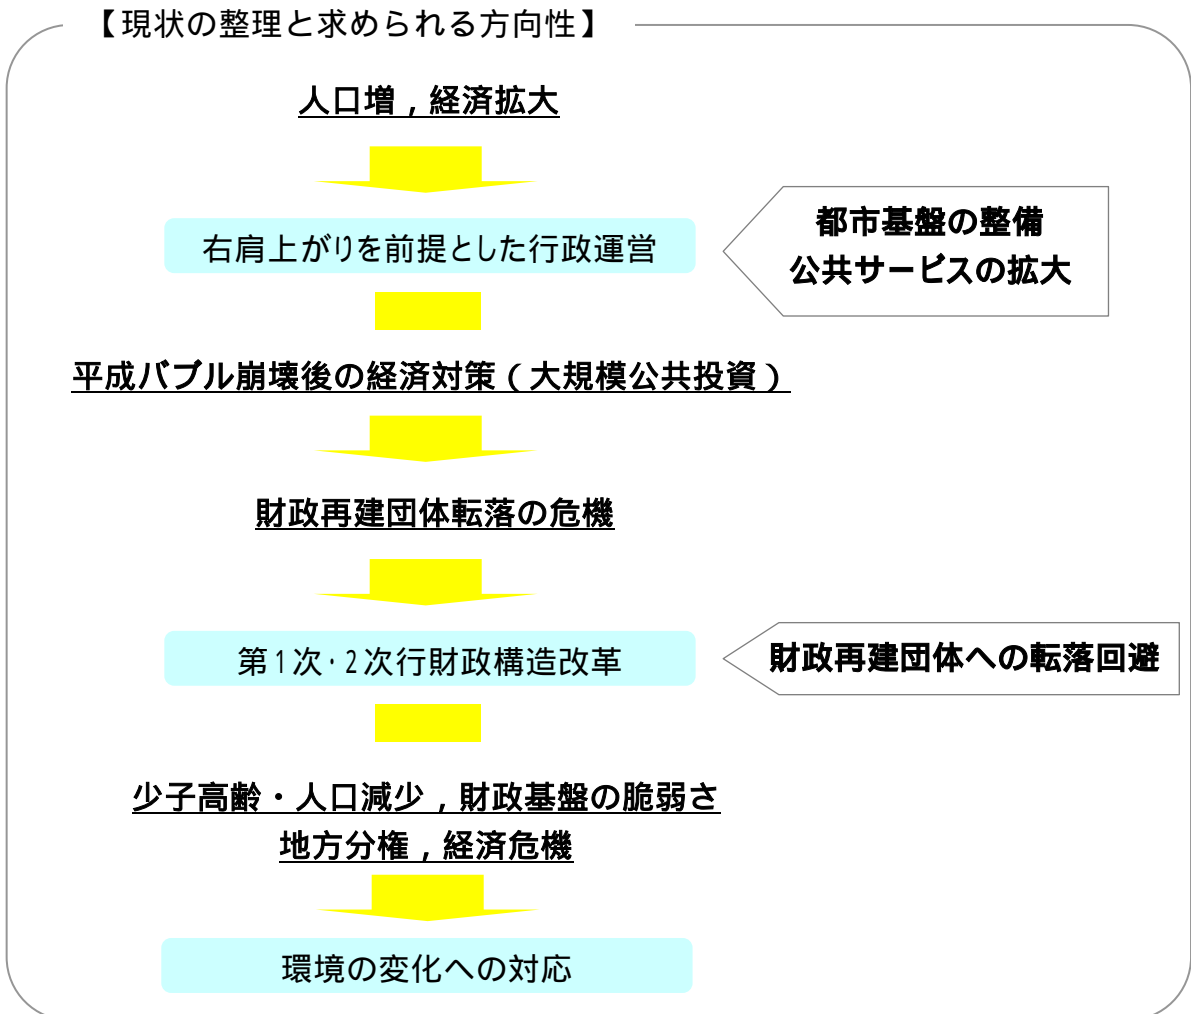 【現状の整理と求められる方向性】
人口増，経済拡大
右肩上がりを前提とした行政運営
都市基盤の整備
公共サービスの拡大
平成バブル崩壊後の経済対策（大規模公共投資）
財政再建団体転落の危機
第1次・2次行財政構造改革
財政再建団体への転落回避
少子高齢・人口減少，財政基盤の脆弱さ
地方分権，経済危機
環境の変化への対応